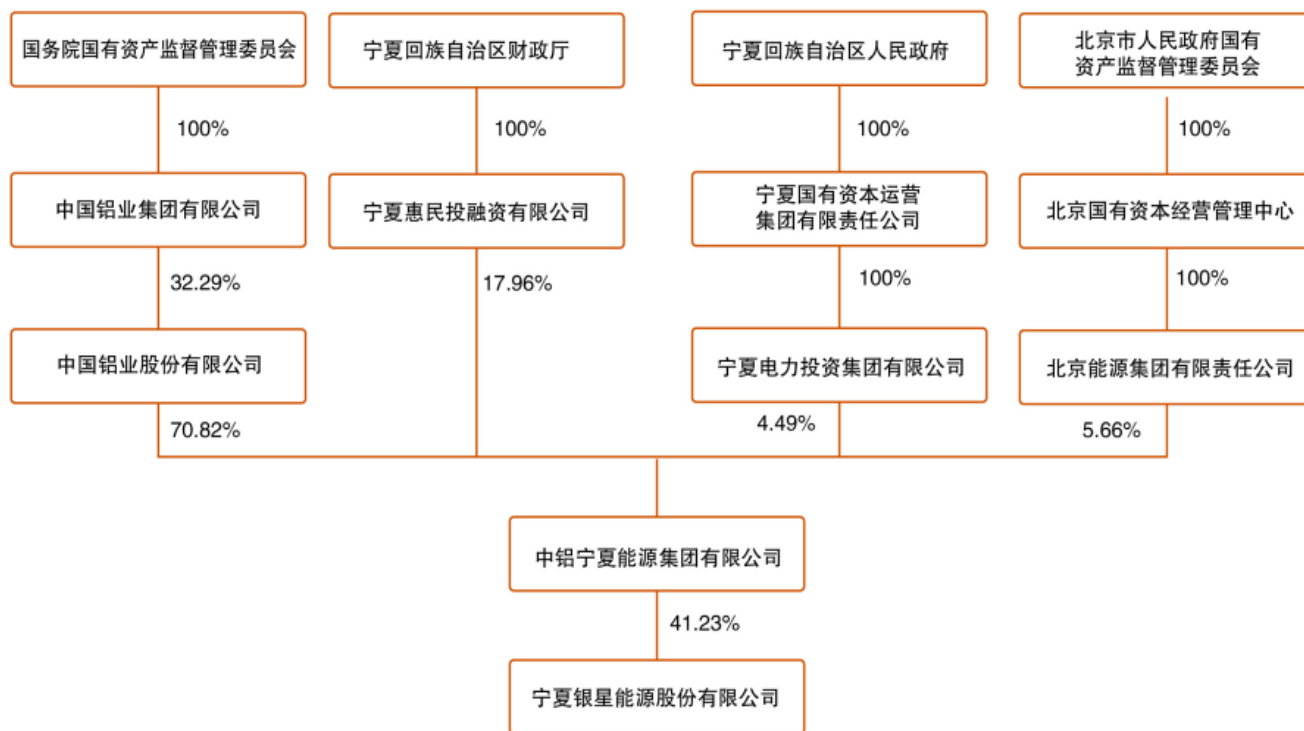 国务院国有资产监督管理委员会
宁夏回族自治区财政厅
宁夏回族自治区人民政府
北京市人民政府国有
资产监督管理委员会
100%
100%
100%
100%
中国铝业集团有限公司
宁夏惠民投融资有限公司
宁夏国有资本运营
集团有限责任公司
北京国有资本经营管理中心
32.29%
17.96%
100%
100%
中国铝业股份有限公司
宁夏电力投资集团有限公司
北京能源集团有限责任公司
70.82%
4.49%
5.66%
中铝宁夏能源集团有限公司
41.23%
宁夏银星能源股份有限公司